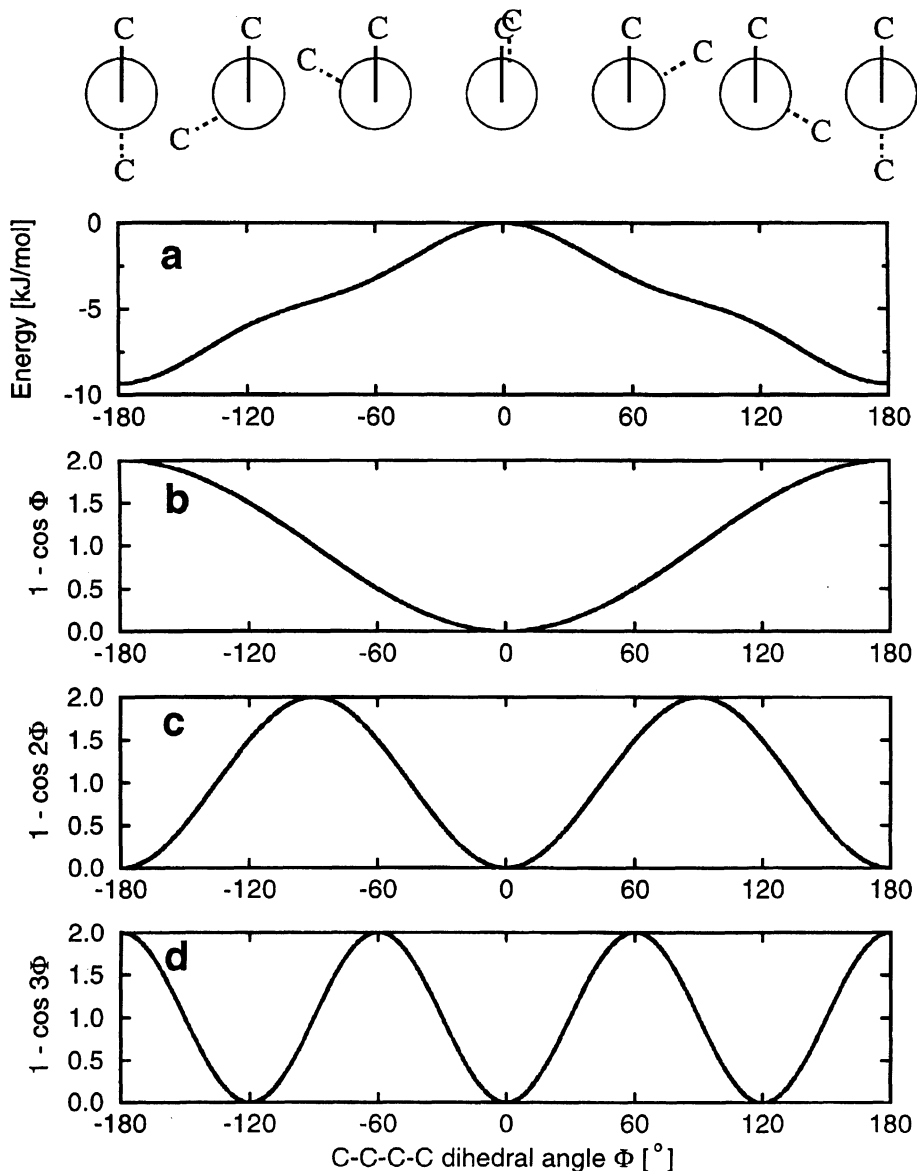 C C C C C C C C
C C C
C C C
a
Energy [kJ/mol]
0
-5
-10
-180 -120 -60 0 60 120 180
b
1 - cos Φ
2.0
1.5
1.0
0.5
0.0
-180 -120 -60 0 60 120 180
c
1 - cos 2Φ
2.0
1.5
1.0
0.5
0.0
-180 -120 -60 0 60 120 180
d
1 - cos 3Φ
2.0
1.5
1.0
0.5
0.0
-180 -120 -60 0 60 120 180
C-C-C-C dihedral angle Φ [°]